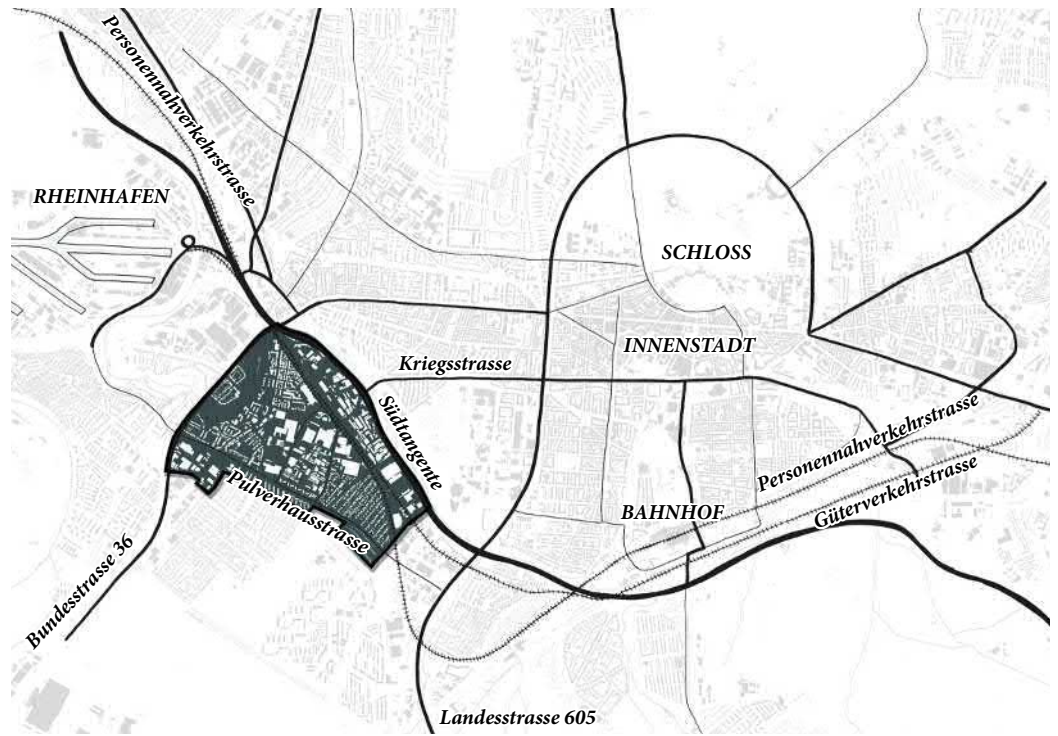 Personennahverkehrstrasse
RHEINHAFEN
SCHLOSS
INNENSTADT
Kriegsstrasse
Südtangente
Personennahverkehrstrasse
Pulverhausstrasse
BAHNHOF
Güterverkehrstrasse
Bundesstrasse 36
Landesstrasse 605